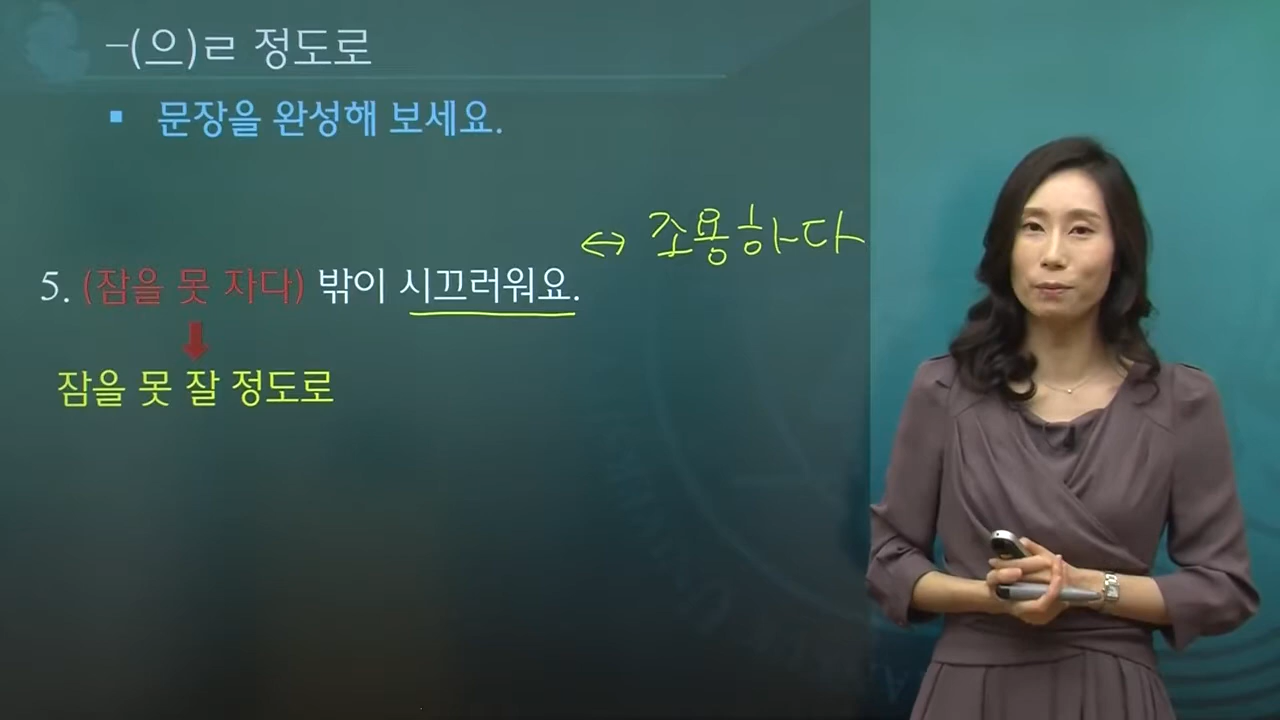 -(으)ㄹ 정도로
▪ 문장을 완성해 보세요.
↔ 조용하다
5. (잠을 못 자다) 밖이 시끄러워요.
잠을 못 잘 정도로